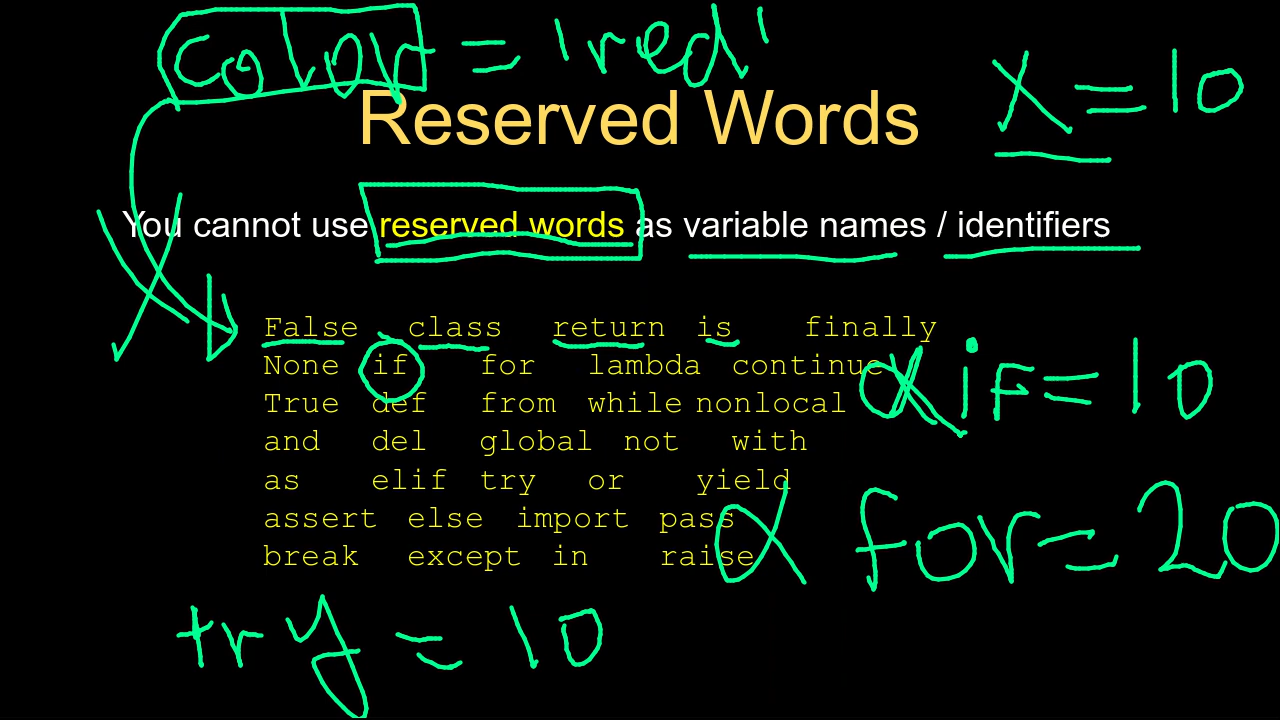 color = 'red'
x = 10
Reserved Words
You cannot use reserved words as variable names / identifiers
False class return is finally
None if for lambda continue
True def from while nonlocal
and del global not with
as elif try or yield
assert else import pass
break except in raise
if = 10
for = 20
try = 10